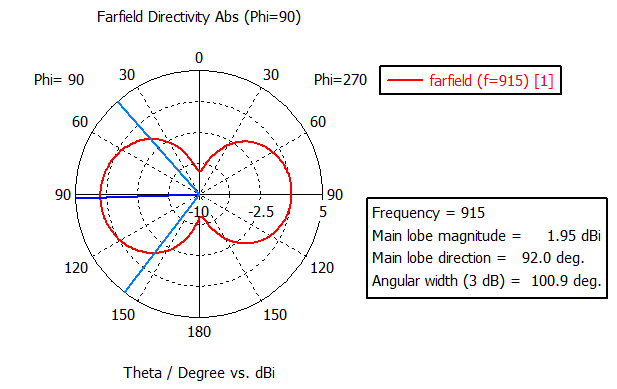 Farfield Directivity Abs (Phi=90)
0
30
30
Phi= 90
Phi=270
farfield (f=915) [1]
60
60
90
90
-10
-2.5
5
120
120
150
150
180
Frequency = 915
Main lobe magnitude = 1.95 dBi
Main lobe direction = 92.0 deg.
Angular width (3 dB) = 100.9 deg.
Theta / Degree vs. dBi